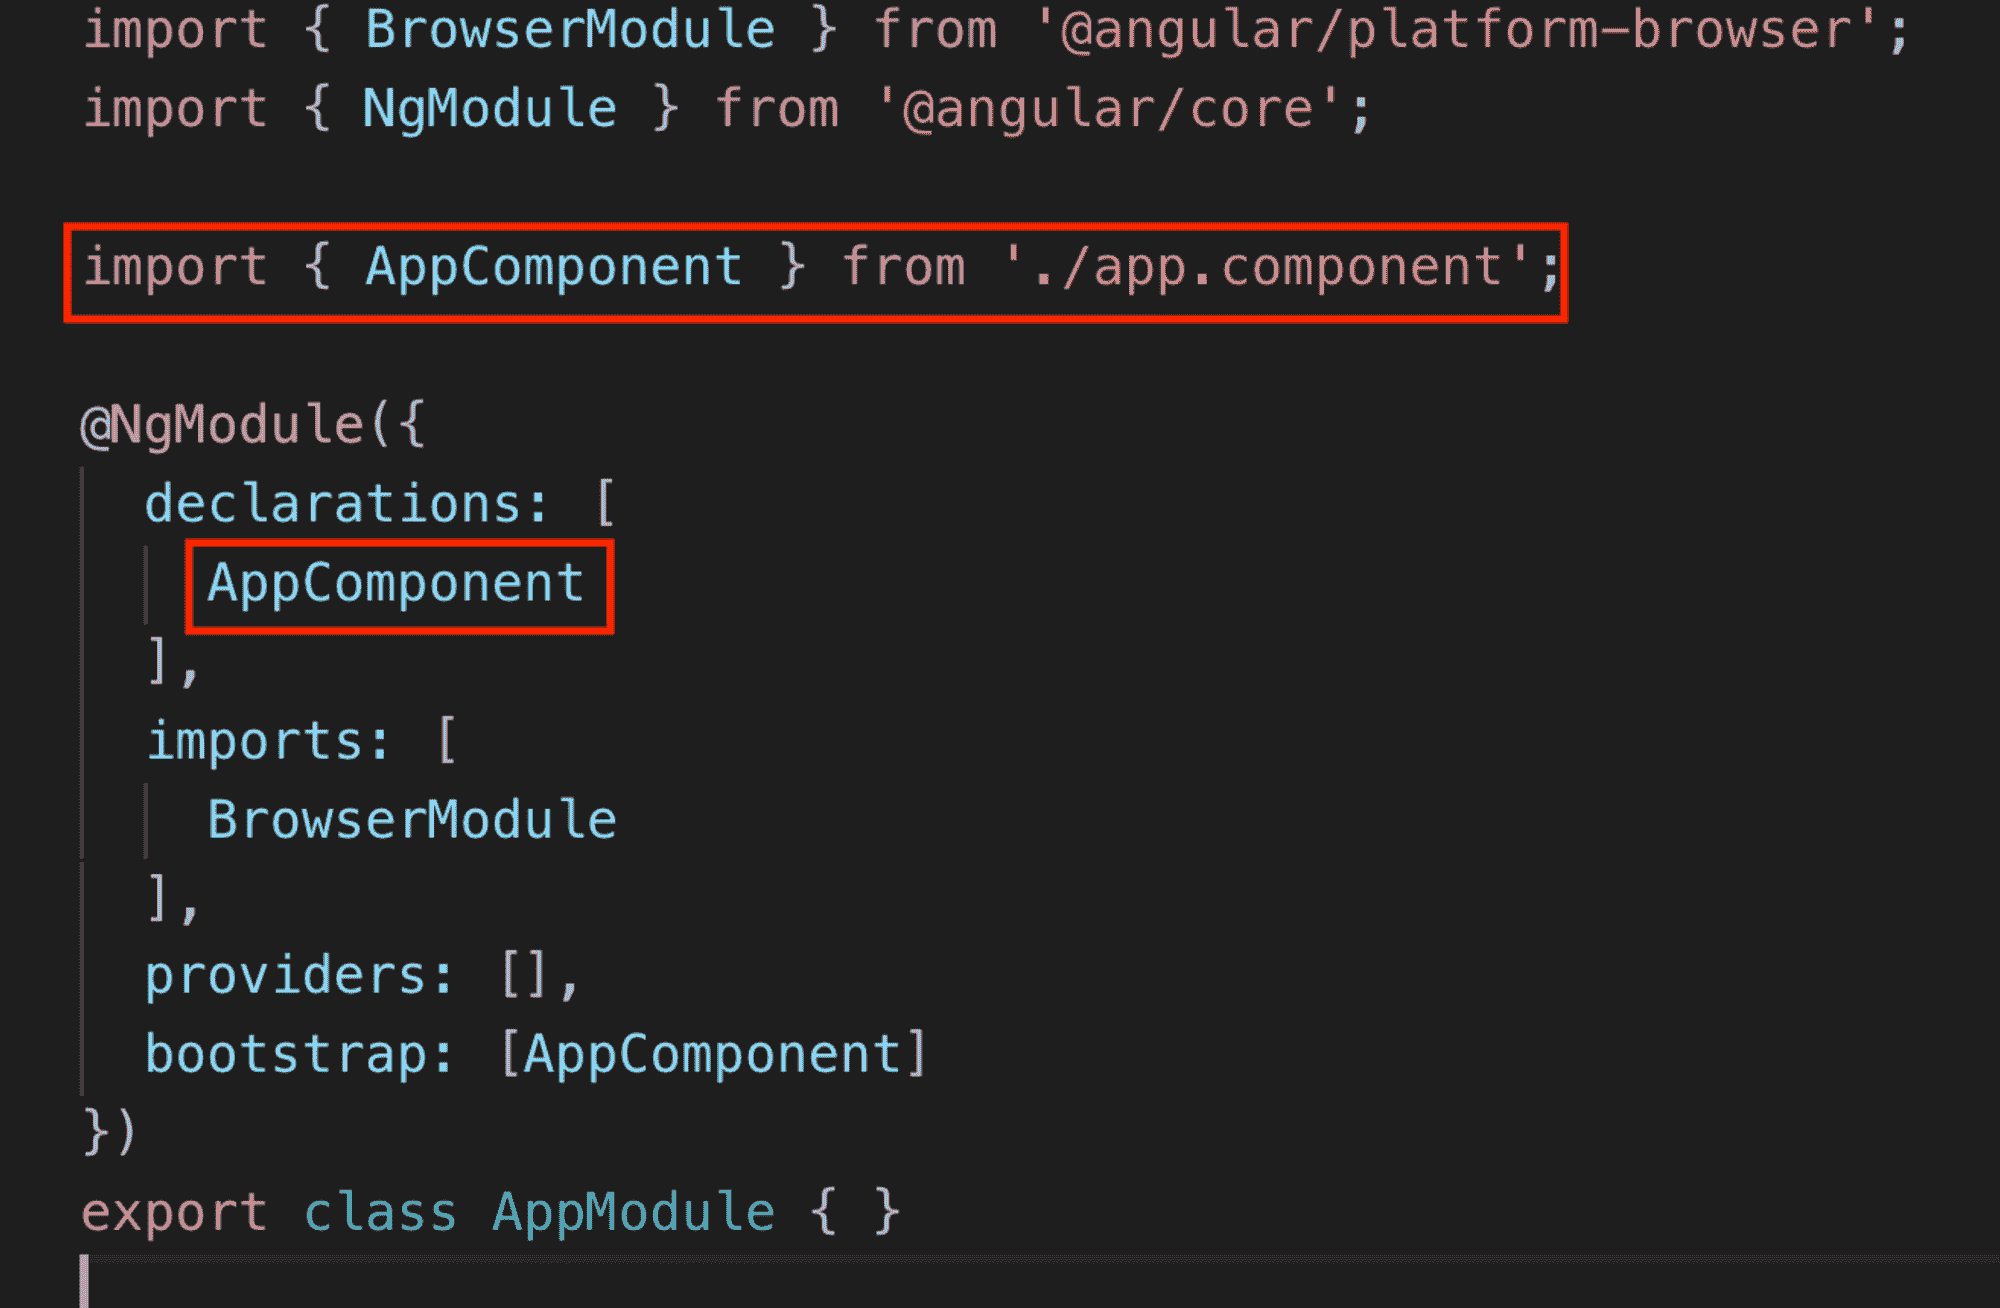 import { BrowserModule } from '@angular/platform-browser';
import { NgModule } from '@angular/core';
import { AppComponent } from './app.component';
@NgModule({
declarations: [
AppComponent
],
imports: [
BrowserModule
],
providers: [],
bootstrap: [AppComponent]
})
export class AppModule { }